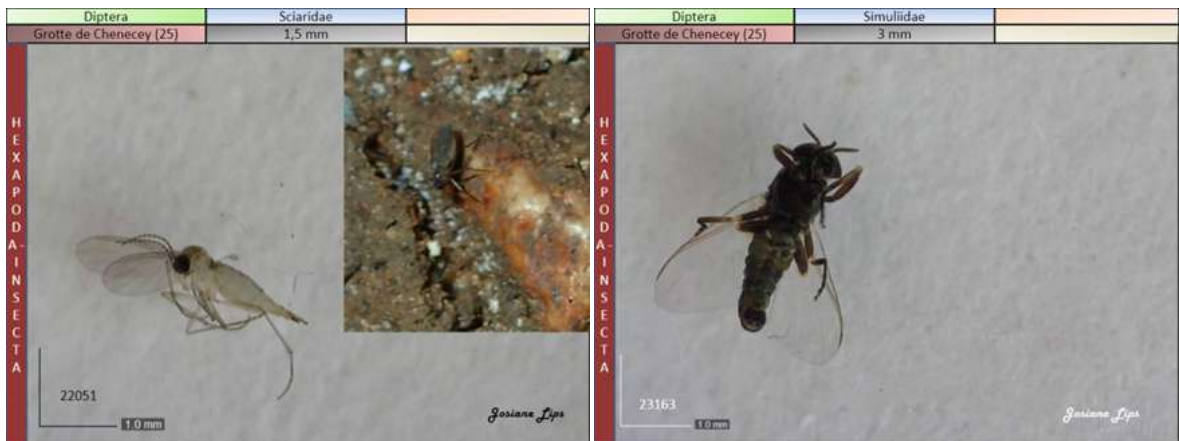 Diptera
Sciaridae
Grotte de Chenecey (25)
1,5 mm
HEXAPODA-INSECTA
22051
1.0 mm
Josiane Lips
Diptera
Simuliidae
Grotte de Chenecey (25)
3 mm
HEXAPODA-INSECTA
23163
1.0 mm
Josiane Lips